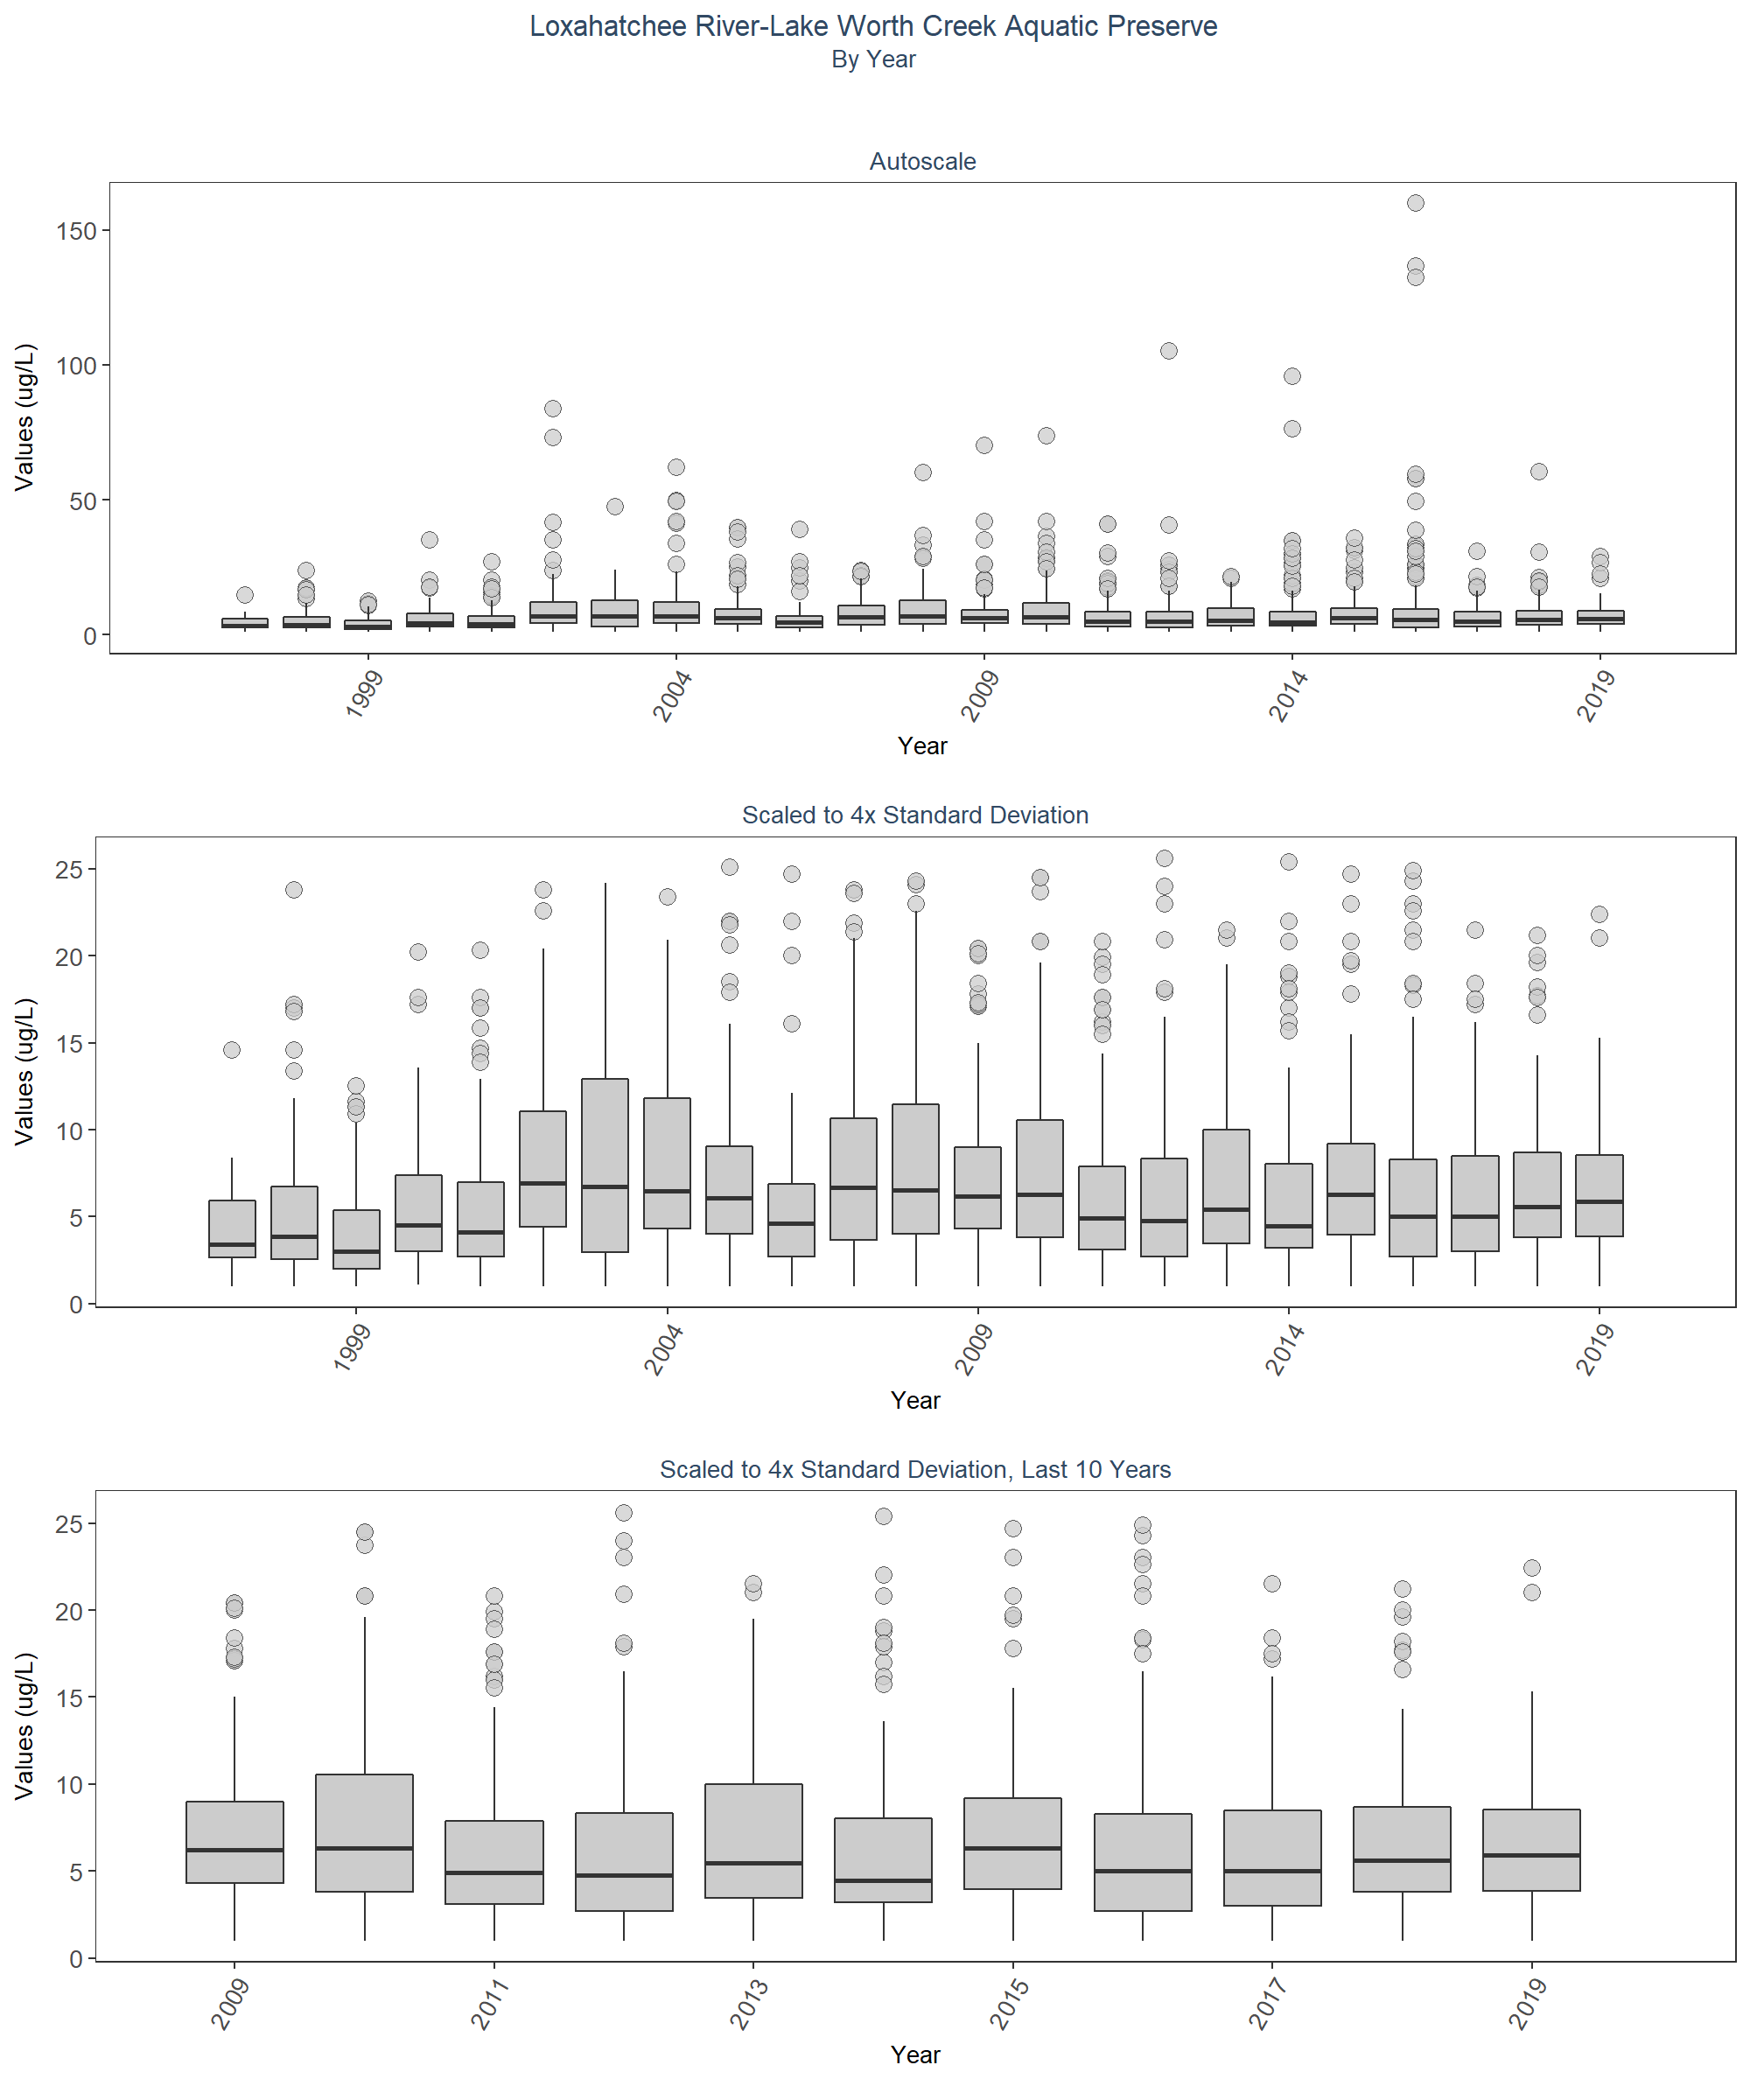 Loxahatchee River-Lake Worth Creek Aquatic Preserve
By Year
Autoscale
Values (ug/L)
150
100
50
0
1999
2004
2009
2014
2019
Year
Scaled to 4x Standard Deviation
Values (ug/L)
25
20
15
10
5
0
1999
2004
2009
2014
2019
Year
Scaled to 4x Standard Deviation, Last 10 Years
Values (ug/L)
25
20
15
10
5
0
2009
2011
2013
2015
2017
2019
Year